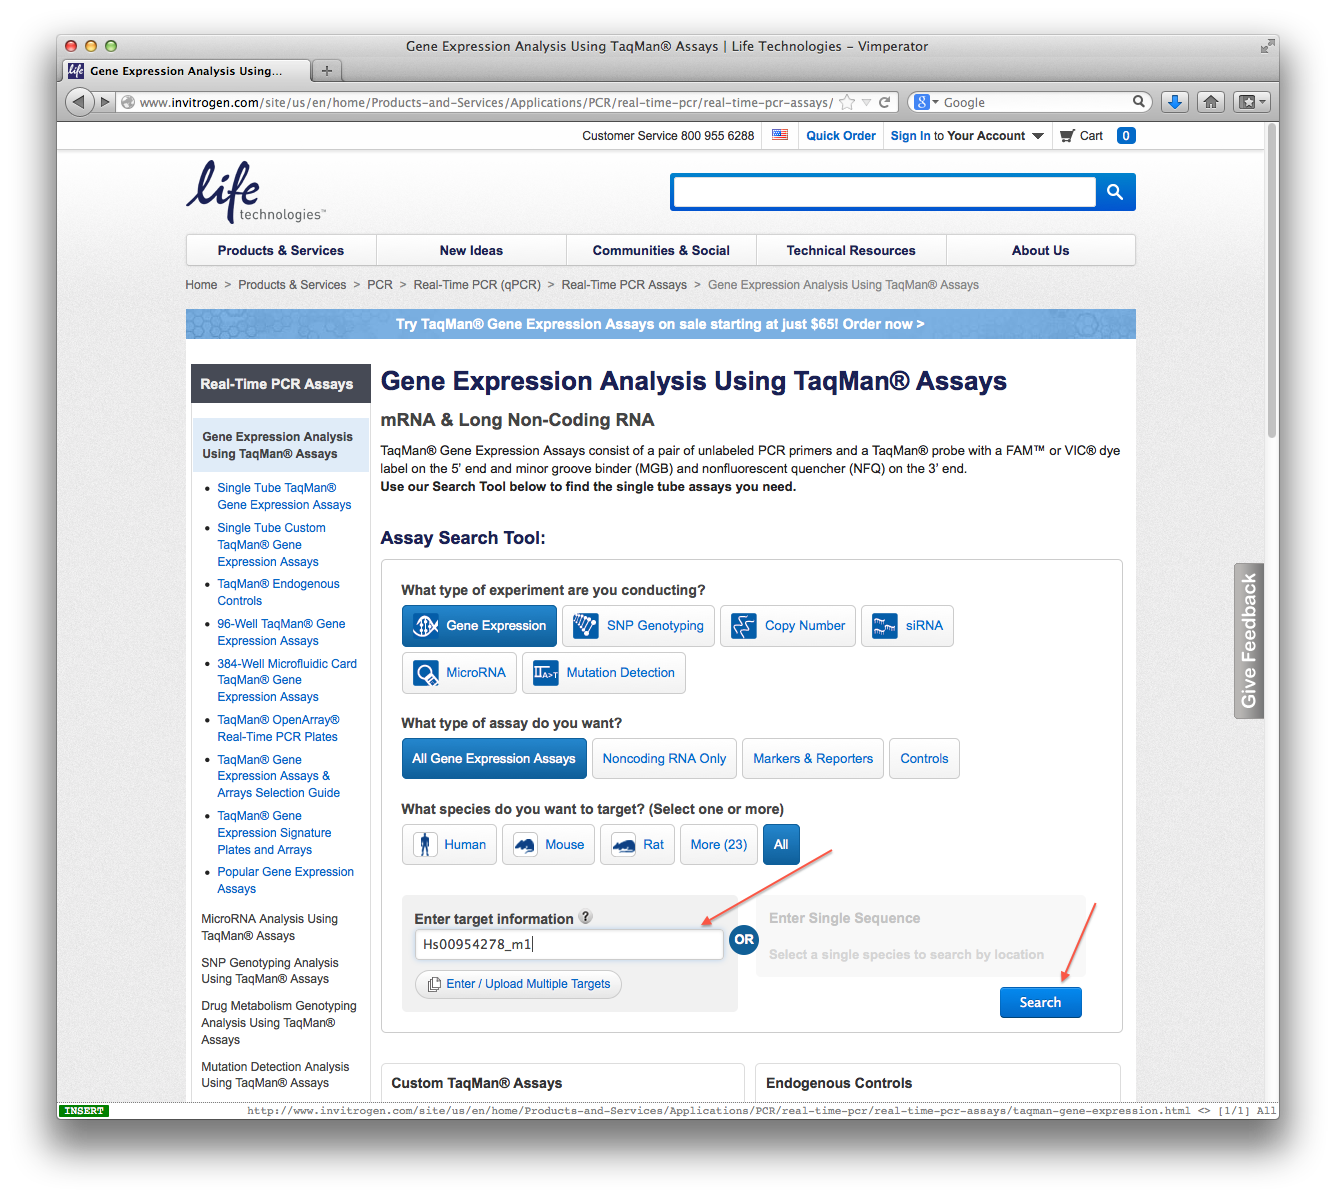 Gene Expression Analysis Using TaqMan® Assays | Life Technologies – Vimperator
life Gene Expression Analysis Using...
www.invitrogen.com/site/us/en/home/Products-and-Services/Applications/PCR/real-time-pcr/real-time-pcr-assays/
8 Google
Customer Service 800 955 6288 Quick Order Sign In to Your Account Cart 0
life technologies™
Products & Services New Ideas Communities & Social Technical Resources About Us
Home > Products & Services > PCR > Real-Time PCR (qPCR) > Real-Time PCR Assays > Gene Expression Analysis Using TaqMan® Assays
Try TaqMan® Gene Expression Assays on sale starting at just $65! Order now >
Real-Time PCR Assays
Gene Expression Analysis
Using TaqMan® Assays
• Single Tube TaqMan®
Gene Expression Assays
• Single Tube Custom
TaqMan® Gene
Expression Assays
• TaqMan® Endogenous
Controls
• 96-Well TaqMan® Gene
Expression Assays
• 384-Well Microfluidic Card
TaqMan® Gene
Expression Assays
• TaqMan® OpenArray®
Real-Time PCR Plates
• TaqMan® Gene
Expression Assays &
Arrays Selection Guide
• TaqMan® Gene
Expression Signature
Plates and Arrays
• Popular Gene Expression
Assays
MicroRNA Analysis Using
TaqMan® Assays
SNP Genotyping Analysis
Using TaqMan® Assays
Drug Metabolism Genotyping
Analysis Using TaqMan®
Assays
Mutation Detection Analysis
Using TaqMan® Assays
Gene Expression Analysis Using TaqMan® Assays
mRNA & Long Non-Coding RNA
TaqMan® Gene Expression Assays consist of a pair of unlabeled PCR primers and a TaqMan® probe with a FAM™ or VIC® dye
label on the 5' end and minor groove binder (MGB) and nonfluorescent quencher (NFQ) on the 3' end.
Use our Search Tool below to find the single tube assays you need.
Assay Search Tool:
What type of experiment are you conducting?
Gene Expression SNP Genotyping Copy Number siRNA
MicroRNA A>T Mutation Detection
What type of assay do you want?
All Gene Expression Assays Noncoding RNA Only Markers & Reporters Controls
What species do you want to target? (Select one or more)
Human Mouse Rat More (23) All
Enter target information ?
Hs00954278_m1
Enter / Upload Multiple Targets
OR
Enter Single Sequence
Select a single species to search by location
Search
Custom TaqMan® Assays Endogenous Controls
Give Feedback
INSERT http://www.invitrogen.com/site/us/en/home/Products-and-Services/Applications/PCR/real-time-pcr/real-time-pcr-assays/taqman-gene-expression.html <> [1/1] All